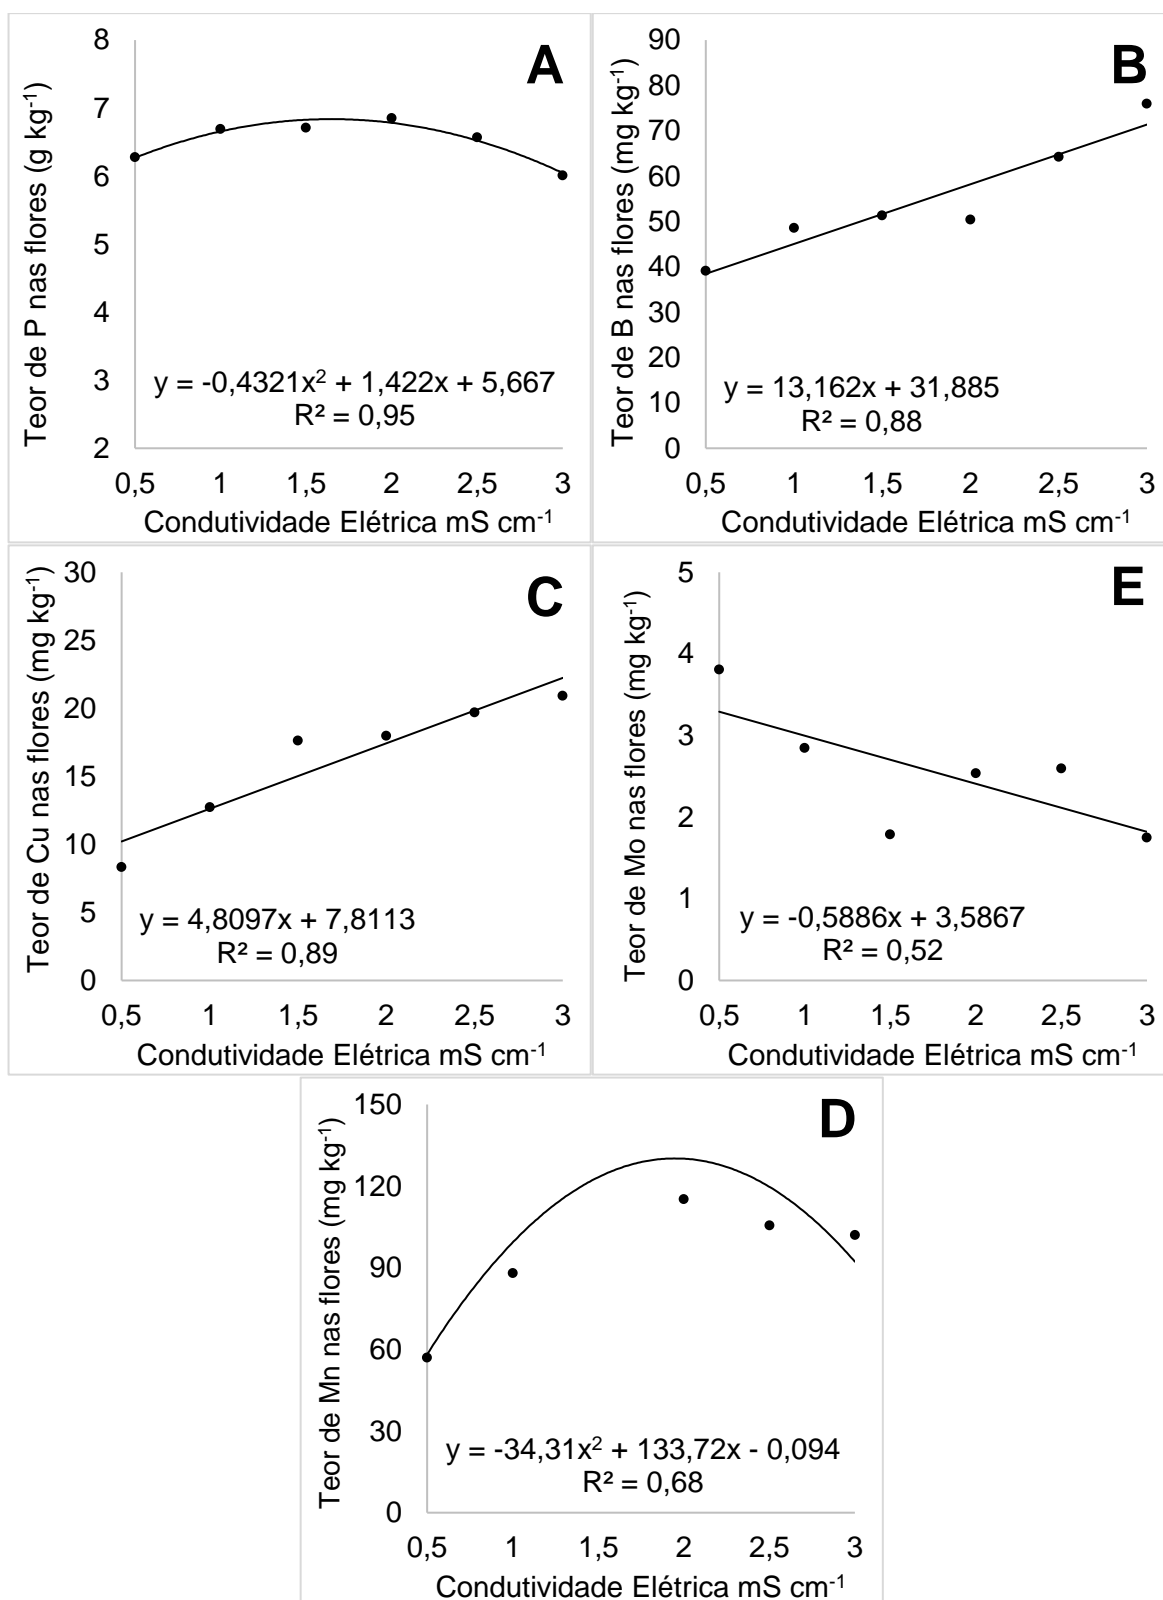 A
Teor de P nas flores (g kg⁻¹)
8
7
6
5
4
3
2
y = -0,4321x² + 1,422x + 5,667
R² = 0,95
0,5 1 1,5 2 2,5 3
Condutividade Elétrica mS cm⁻¹
B
Teor de B nas flores (mg kg⁻¹)
90
80
70
60
50
40
30
20
10
0
y = 13,162x + 31,885
R² = 0,88
0,5 1 1,5 2 2,5 3
Condutividade Elétrica mS cm⁻¹
C
Teor de Cu nas flores (mg kg⁻¹)
30
25
20
15
10
5
0
y = 4,8097x + 7,8113
R² = 0,89
0,5 1 1,5 2 2,5 3
Condutividade Elétrica mS cm⁻¹
E
Teor de Mo nas flores (mg kg⁻¹)
5
4
3
2
1
0
y = -0,5886x + 3,5867
R² = 0,52
0,5 1 1,5 2 2,5 3
Condutividade Elétrica mS cm⁻¹
D
Teor de Mn nas flores (mg kg⁻¹)
150
120
90
60
30
0
y = -34,31x² + 133,72x - 0,094
R² = 0,68
0,5 1 1,5 2 2,5 3
Condutividade Elétrica mS cm⁻¹